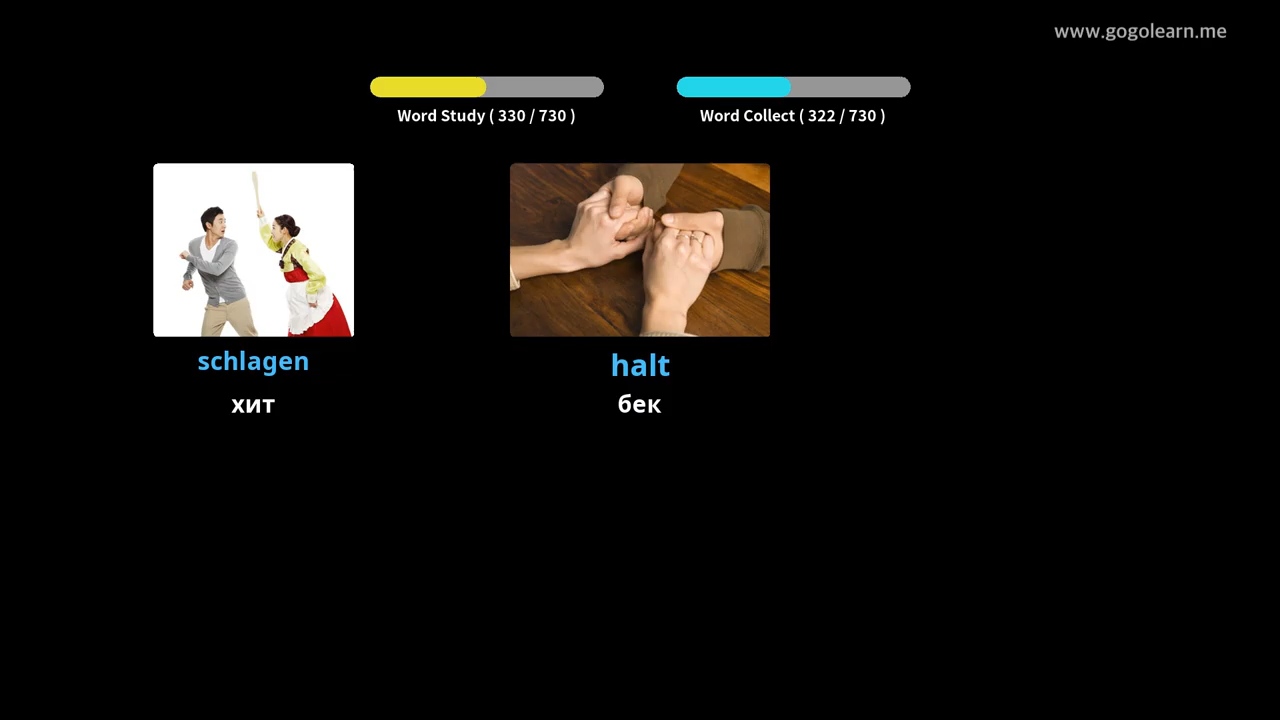 www.gogolearn.me
Word Study ( 330 / 730 )
Word Collect ( 322 / 730 )
schlagen
хит
halt
бек